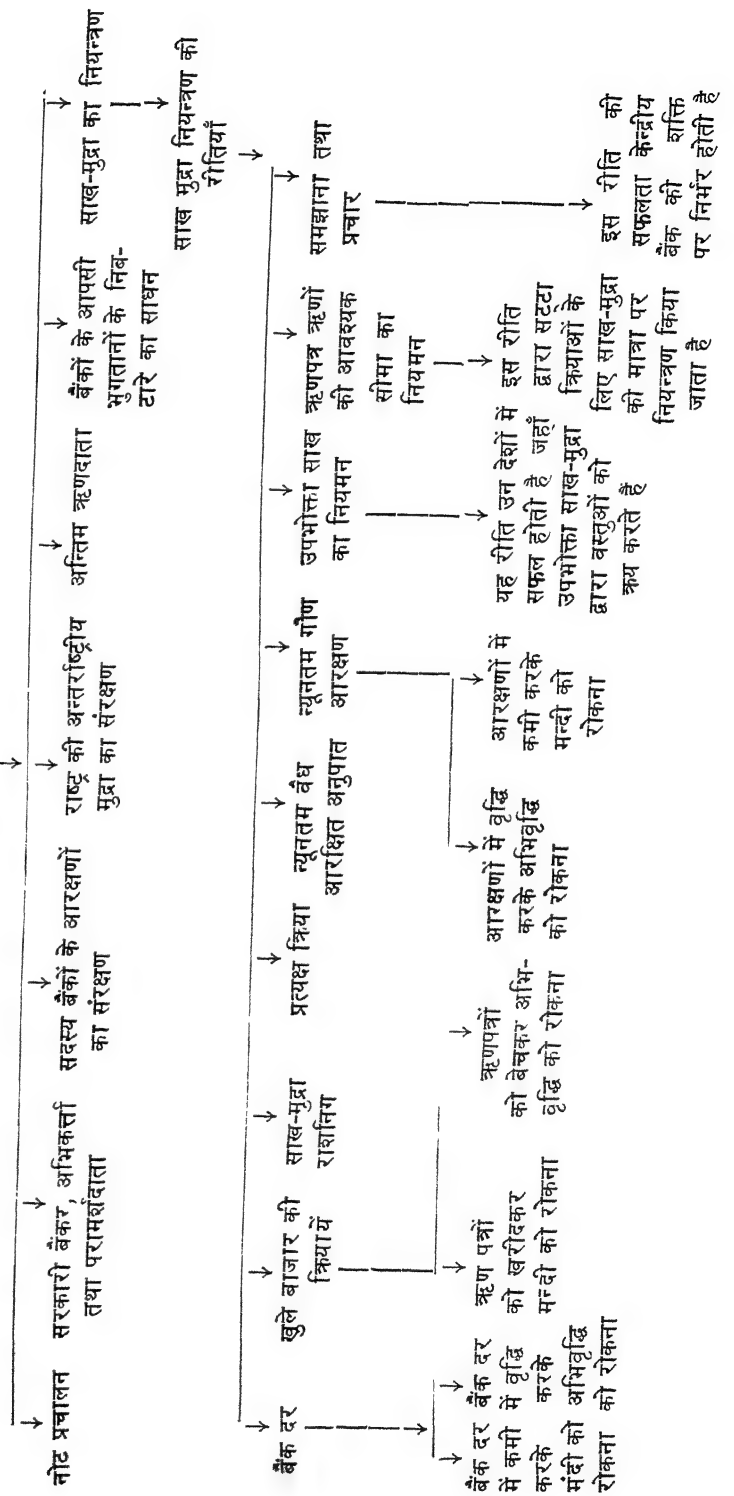 नोट प्रचालन
सरकारी बैंकर, अभिकर्त्ता
तथा परामर्शदाता
सदस्य बैंकों के आरक्षणों
का संरक्षण
राष्ट्र की अन्तर्राष्ट्रीय
मुद्रा का संरक्षण
अन्तिम ऋणदाता
बैंकों के आपसी
भुगतानों के निब-
टारे का साधन
साख-मुद्रा का नियन्त्रण
साख मुद्रा नियन्त्रण की
रीतियाँ
बैंक दर
खुले बाजार की
क्रियायें
साख-मुद्रा
राशनिंग
प्रत्यक्ष क्रिया
न्यूनतम वैध
आरक्षित अनुपात
न्यूनतम गौण
आरक्षण
उपभोक्ता साख
का नियमन
ऋणपत्र ऋणों
की आवश्यक
सीमा का
नियमन
समझाना तथा
प्रचार
बैंक दर
में कमी
करके
मंदी को
रोकना
बैंक दर
में वृद्धि
करके
अभिवृद्धि
को रोकना
ऋण पत्रों
को खरीदकर
मन्दी को रोकना
ऋणपत्रों
को बेचकर अभि-
वृद्धि को रोकना
आरक्षणों में वृद्धि
करके अभिवृद्धि
को रोकना
आरक्षणों में
कमी करके
मन्दी को
रोकना
यह रीति उन देशों में
सफल होती है जहाँ
उपभोक्ता साख-मुद्रा
द्वारा वस्तुओं को
क्रय करते हैं
इस रीति
द्वारा सट्टा
क्रियाओं के
लिए साख-मुद्रा
की मात्रा पर
नियन्त्रण किया
जाता है
इस रीति की
सफलता केन्द्रीय
बैंक की शक्ति
पर निर्भर होती है